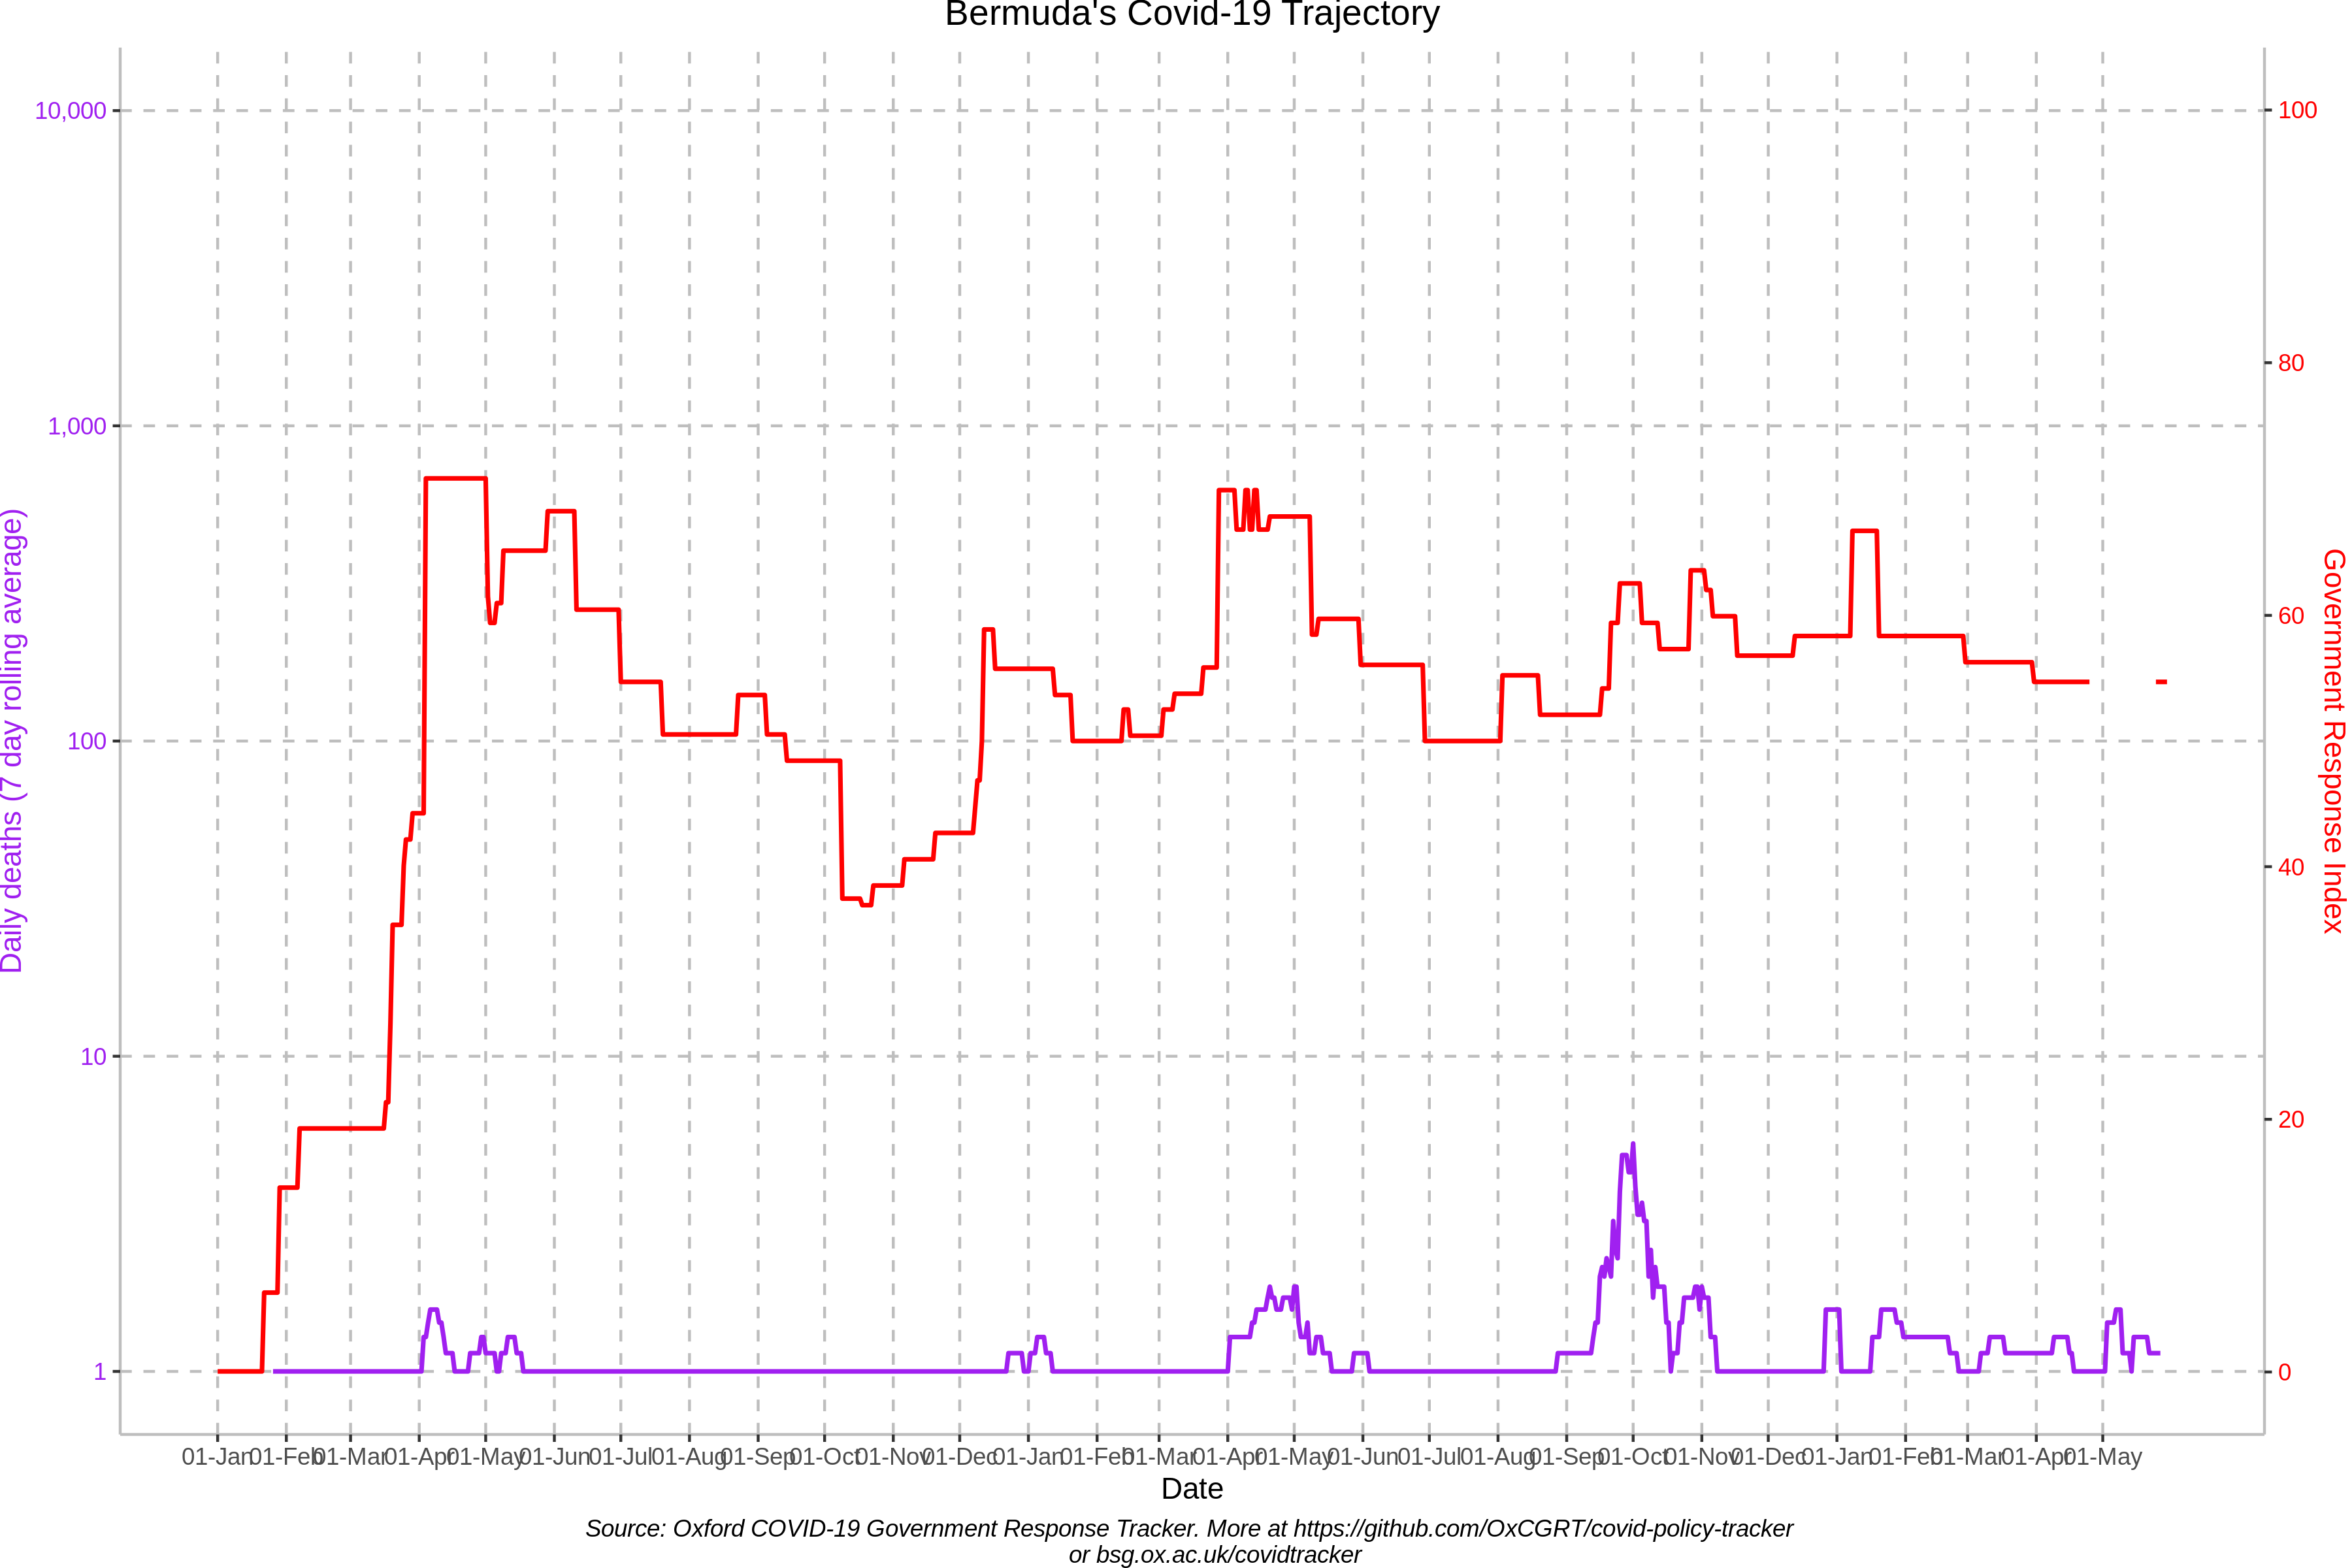 Bermuda's Covid-19 Trajectory
10,000
1,000
100
10
1
Daily deaths (7 day rolling average)
100
80
60
40
20
0
Government Response Index
01-Jan 01-Feb 01-Mar 01-Apr 01-May 01-Jun 01-Jul 01-Aug 01-Sep 01-Oct 01-Nov 01-Dec 01-Jan 01-Feb 01-Mar 01-Apr 01-May 01-Jun 01-Jul 01-Aug 01-Sep 01-Oct 01-Nov 01-Dec 01-Jan 01-Feb 01-Mar 01-Apr 01-May
Date
Source: Oxford COVID-19 Government Response Tracker. More at https://github.com/OxCGRT/covid-policy-tracker
or bsg.ox.ac.uk/covidtracker